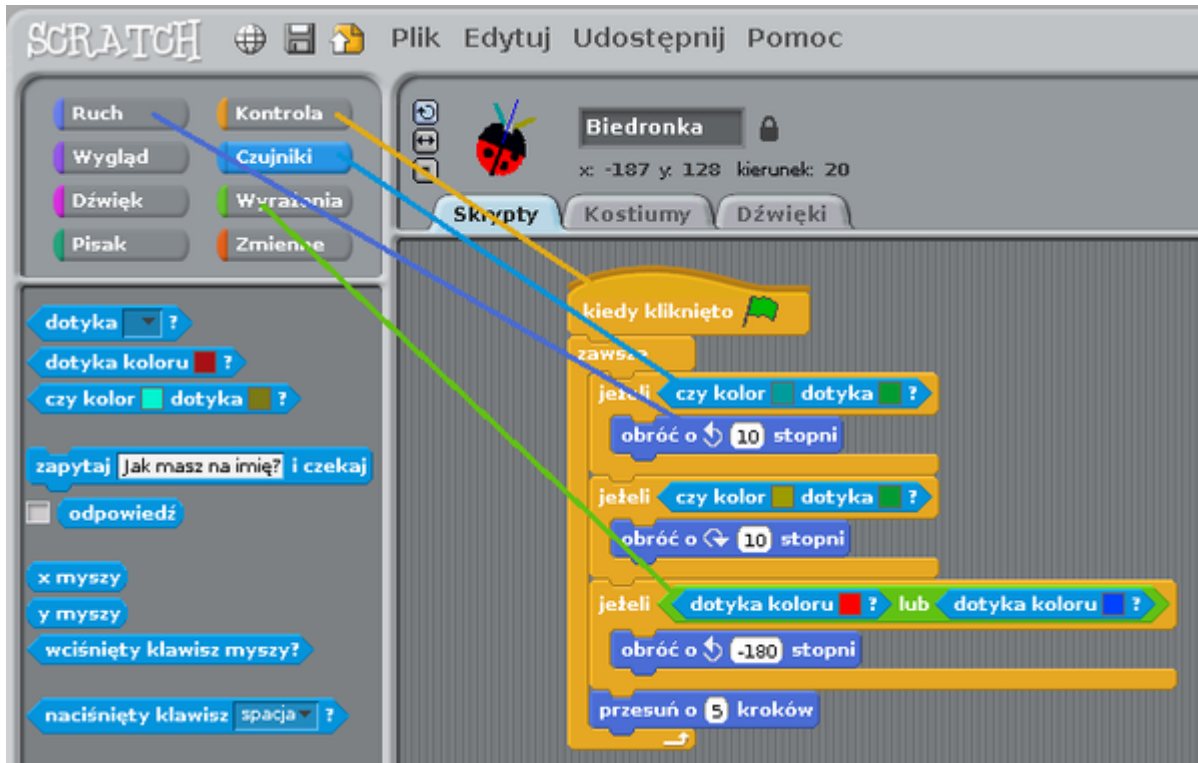 SCRATCH Plik Edytuj Udostępnij Pomoc
Ruch Kontrola
Wygląd Czujniki
Dźwięk Wyrażenia
Pisak Zmienne
Biedronka
x: -187 y: 128 kierunek: 20
Skrypty Kostiumy Dźwięki
dotyka ?
dotyka koloru ?
czy kolor dotyka ?
zapytaj Jak masz na imię? i czekaj
odpowiedź
x myszy
y myszy
wciśnięty klawisz myszy?
naciśnięty klawisz spacja ?
kiedy kliknięto
zawsze
jeżeli czy kolor dotyka ?
obróć o 10 stopni
jeżeli czy kolor dotyka ?
obróć o 10 stopni
jeżeli dotyka koloru ? lub dotyka koloru ?
obróć o -180 stopni
przesuń o 5 kroków